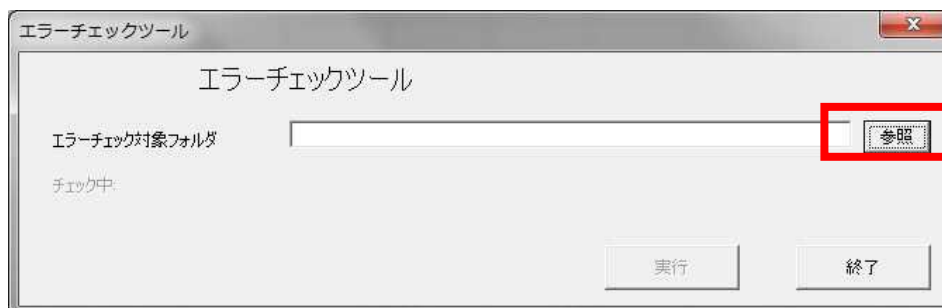 エラーチェックツール
エラーチェックツール
エラーチェック対象フォルダ 参照
チェック中:
実行 終了